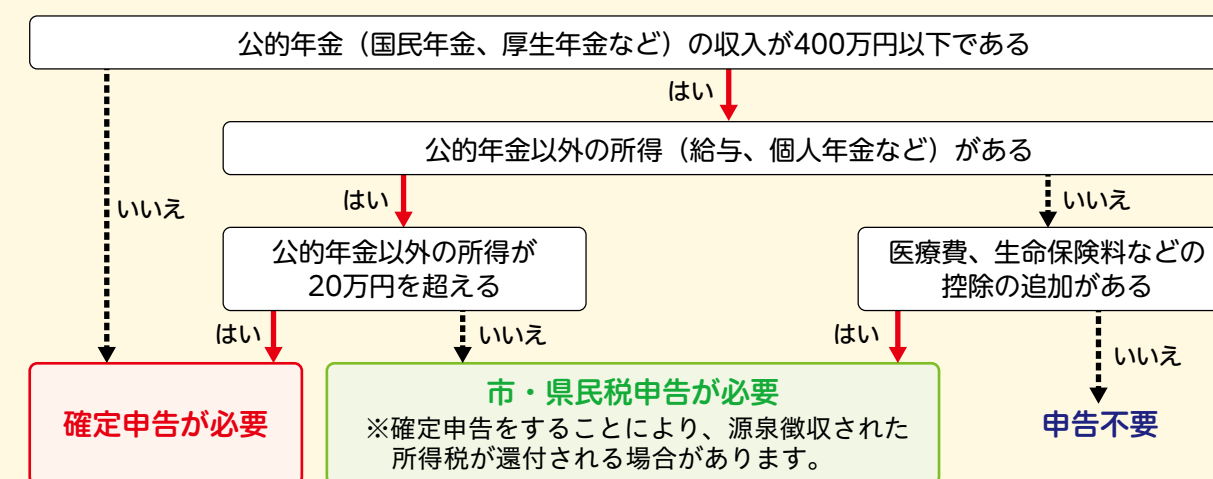 公的年金（国民年金、厚生年金など）の収入が400万円以下である
はい
公的年金以外の所得（給与、個人年金など）がある
いいえ
はい
いいえ
公的年金以外の所得が
20万円を超える
医療費、生命保険料などの
控除の追加がある
はい
いいえ
はい
いいえ
確定申告が必要
市・県民税申告が必要
※確定申告をすることにより、源泉徴収された
所得税が還付される場合があります。
申告不要